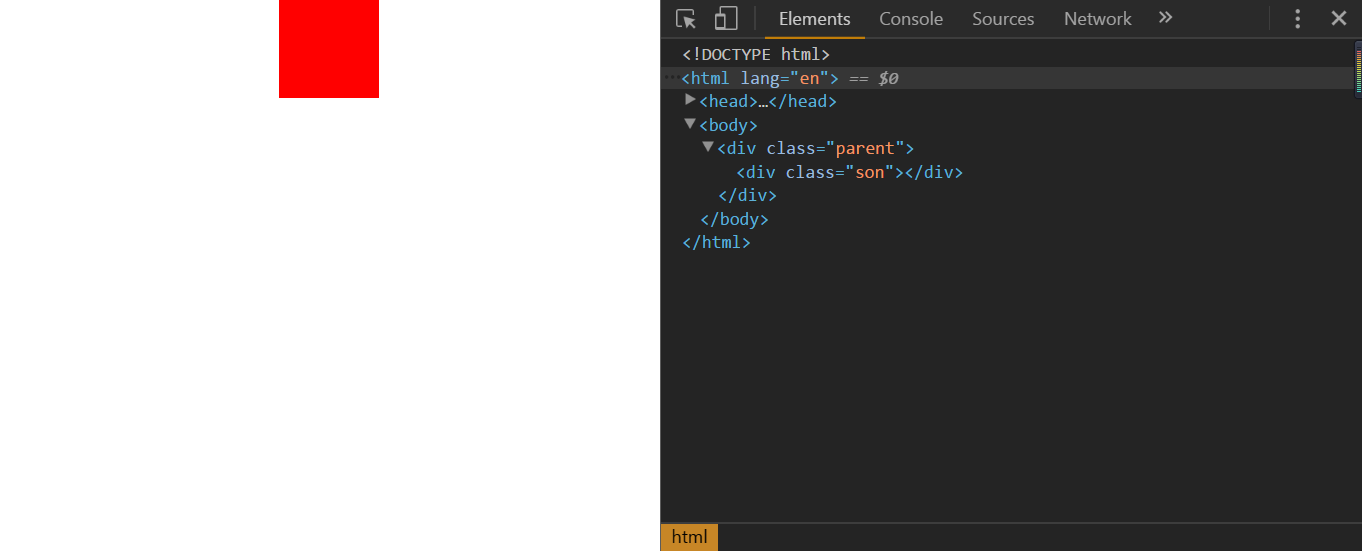 Elements Console Sources Network »
<!DOCTYPE html>
…<html lang="en"> == $0
<head>…</head>
<body>
<div class="parent">
<div class="son"></div>
</div>
</body>
</html>
html